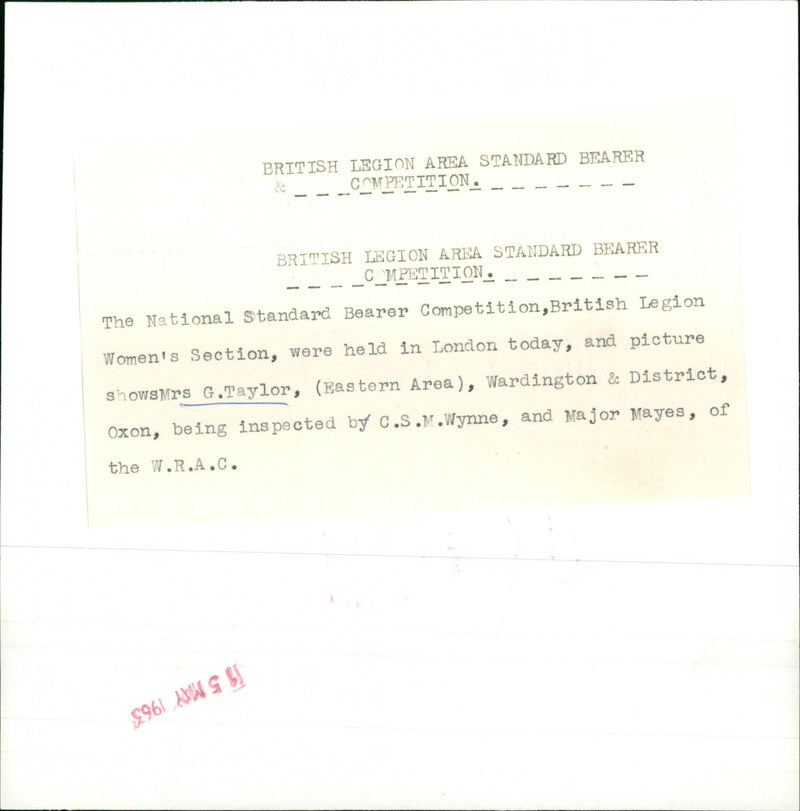 BRITISH LEGION AREA STANDARD BEARER
& _ _ _ COMPETITION. _ _ _ _ _ _ _
BRITISH LEGION AREA STANDARD BEARER
_ _ _ _ COMPETITION. _ _ _ _ _ _ _
The National Standard Bearer Competition,British Legion
Women's Section, were held in London today, and picture
showsMrs G.Taylor, (Eastern Area), Wardington & District,
Oxon, being inspected by C.S.M.Wynne, and Major Mayes, of
the W.R.A.C.
5 MAY 1963